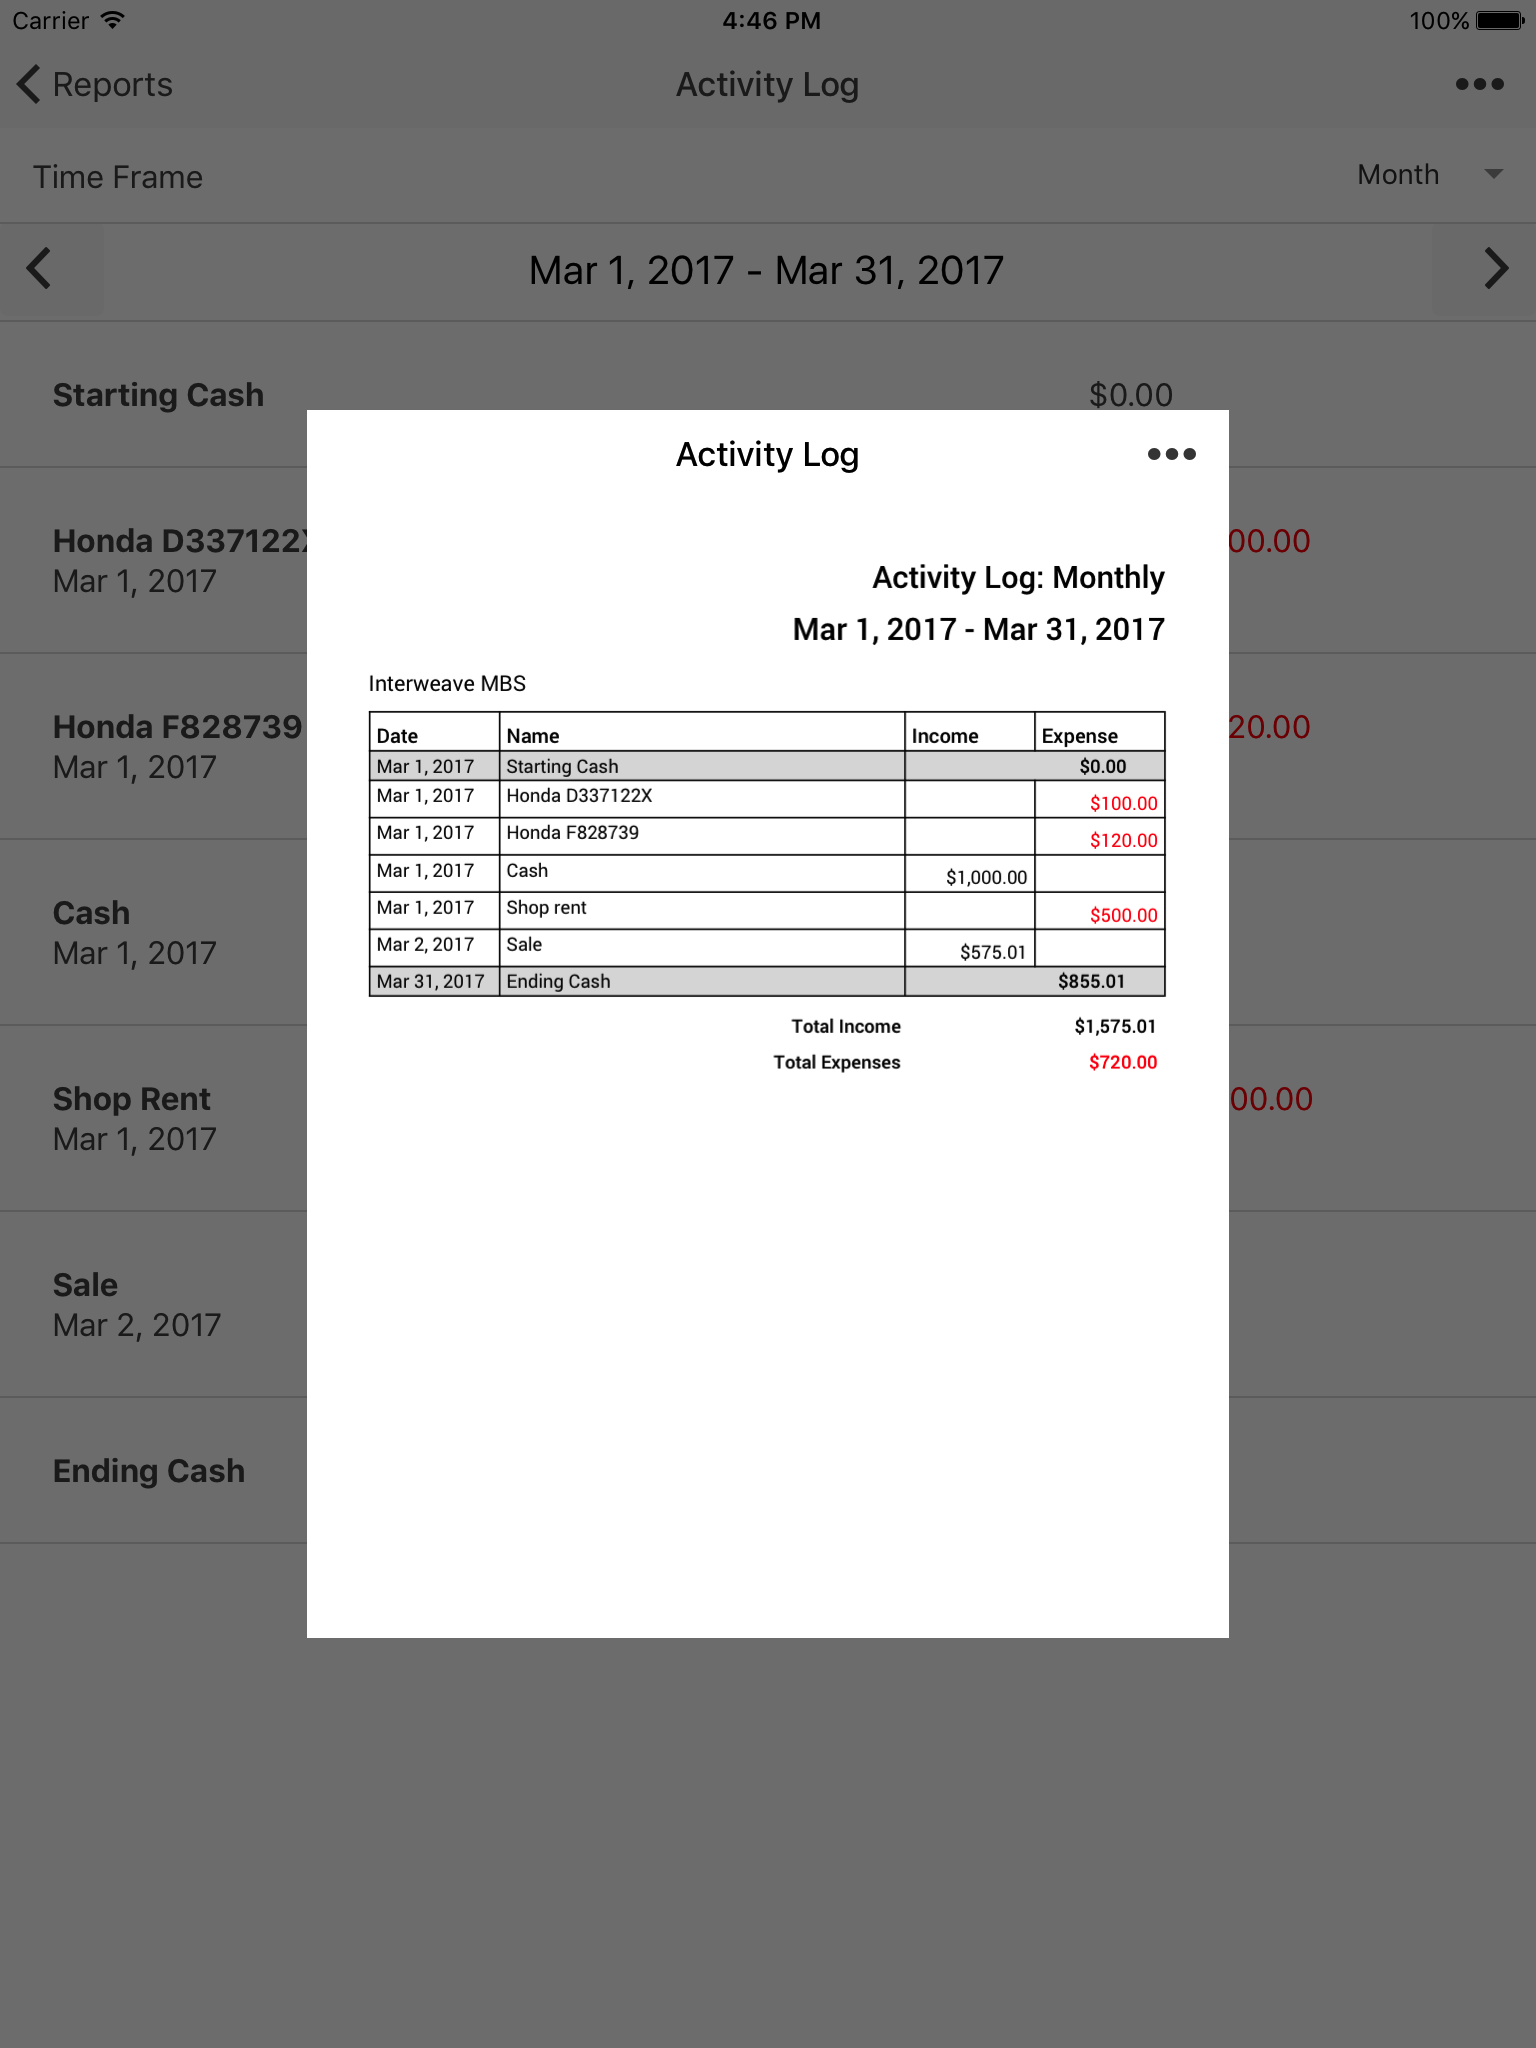 Carrier 4:46 PM 100%
Reports Activity Log
Time Frame Month
Mar 1, 2017 - Mar 31, 2017
Starting Cash $0.00
Honda D337122X 00.00
Mar 1, 2017
Honda F828739 20.00
Mar 1, 2017
Cash
Mar 1, 2017
Shop Rent 00.00
Mar 1, 2017
Sale
Mar 2, 2017
Ending Cash
Activity Log
Activity Log: Monthly
Mar 1, 2017 - Mar 31, 2017
Interweave MBS
Date Name Income Expense
Mar 1, 2017 Starting Cash $0.00
Mar 1, 2017 Honda D337122X $100.00
Mar 1, 2017 Honda F828739 $120.00
Mar 1, 2017 Cash $1,000.00
Mar 1, 2017 Shop rent $500.00
Mar 2, 2017 Sale $575.01
Mar 31, 2017 Ending Cash $855.01
Total Income $1,575.01
Total Expenses $720.00